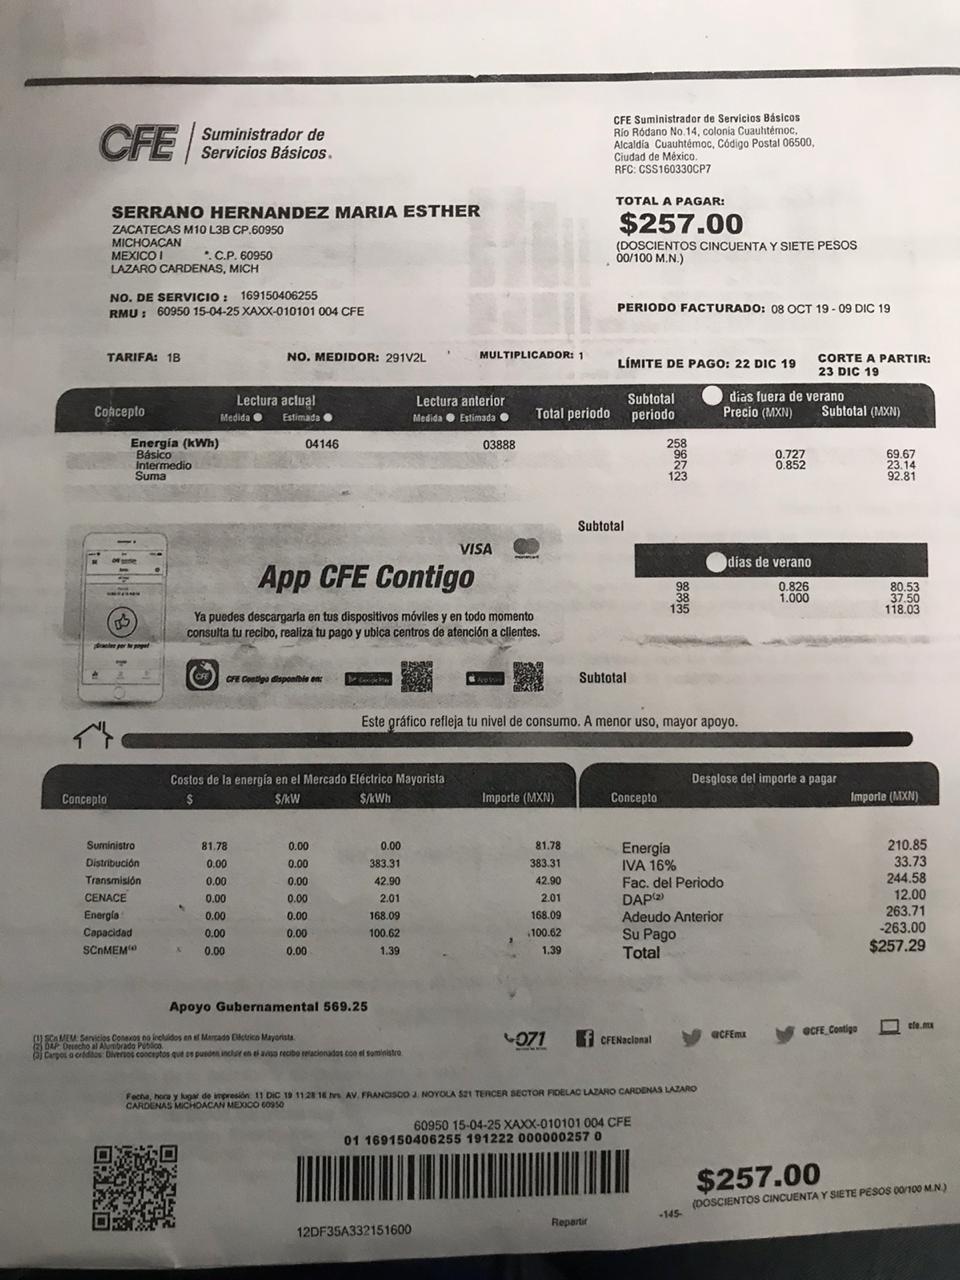 CFE Suministrador de
Servicios Básicos®
CFE Suministrador de Servicios Básicos
Río Ródano No.14, colonia Cuauhtémoc,
Alcaldía Cuauhtémoc, Código Postal 06500,
Ciudad de México.
RFC: CSS160330CP7
SERRANO HERNANDEZ MARIA ESTHER
ZACATECAS M10 L3B CP.60950
MICHOACAN
MEXICO I *. C.P. 60950
LAZARO CARDENAS, MICH
TOTAL A PAGAR:
$257.00
(DOSCIENTOS CINCUENTA Y SIETE PESOS
00/100 M.N.)
NO. DE SERVICIO : 169150406255
RMU : 60950 15-04-25 XAXX-010101 004 CFE
PERIODO FACTURADO: 08 OCT 19 - 09 DIC 19
TARIFA: 1B NO. MEDIDOR: 291V2L MULTIPLICADOR: 1 LÍMITE DE PAGO: 22 DIC 19 CORTE A PARTIR:
23 DIC 19
Concepto Lectura actual Lectura anterior Total periodo Subtotal periodo días fuera de verano
Medida Estimada Medida Estimada Precio (MXN) Subtotal (MXN)
Energía (kWh) 04146 03888 258
Básico 96 0.727 69.67
Intermedio 27 0.852 23.14
Suma 123 92.81
Subtotal
VISA mastercard
App CFE Contigo
días de verano
98 0.826 80.53
38 1.000 37.50
135 118.03
Ya puedes descargarla en tus dispositivos móviles y en todo momento
consulta tu recibo, realiza tu pago y ubica centros de atención a clientes.
¡Gracias por tu pago!
CFE CFE Contigo disponible en: Google Play App Store
Subtotal
Este gráfico refleja tu nivel de consumo. A menor uso, mayor apoyo.
Costos de la energía en el Mercado Eléctrico Mayorista
Concepto $ $/kW $/kWh Importe (MXN)
Suministro 81.78 0.00 0.00 81.78
Distribución 0.00 0.00 383.31 383.31
Transmisión 0.00 0.00 42.90 42.90
CENACE 0.00 0.00 2.01 2.01
Energía 0.00 0.00 168.09 168.09
Capacidad 0.00 0.00 100.62 100.62
SCnMEM 0.00 0.00 1.39 1.39
Desglose del importe a pagar
Concepto Importe (MXN)
Energía 210.85
IVA 16% 33.73
Fac. del Periodo 244.58
DAP(2) 12.00
Adeudo Anterior 263.71
Su Pago -263.00
Total $257.29
Apoyo Gubernamental 569.25
(1) SCnMEM: Servicios Conexos no incluidos en el Mercado Eléctrico Mayorista.
(2) DAP: Derecho al Alumbrado Público.
(3) Cargos o créditos: Diversos conceptos que se pueden incluir en el aviso recibo relacionados con el suministro.
071 CFENacional @CFEmx @CFE_Contigo cfe.mx
Fecha, hora y lugar de impresión: 11 DIC 19 11:28 16 hrs. AV. FRANCISCO J. NOYOLA 521 TERCER SECTOR FIDELAC LAZARO CARDENAS LAZARO
CARDENAS MICHOACAN MEXICO 60950
60950 15-04-25 XAXX-010101 004 CFE
01 169150406255 191222 000000257 0
12DF35A332151600
Repartir
$257.00
(DOSCIENTOS CINCUENTA Y SIETE PESOS 00/100 M.N.)
-145-